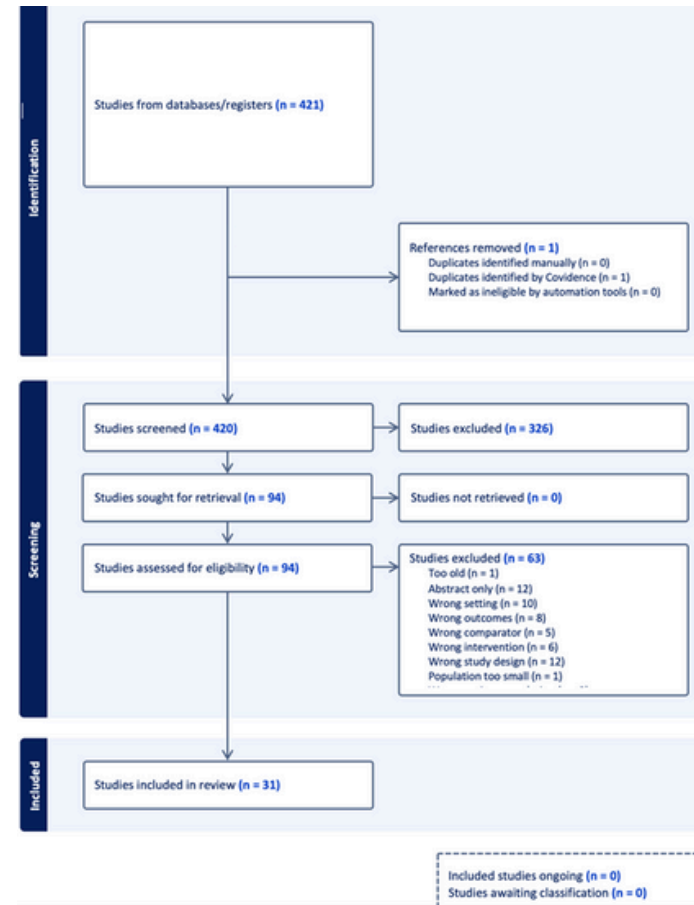 Identification
Studies from databases/registers (n = 421)
References removed (n = 1)
Duplicates identified manually (n = 0)
Duplicates identified by Covidence (n = 1)
Marked as ineligible by automation tools (n = 0)
Screening
Studies screened (n = 420)
Studies excluded (n = 326)
Studies sought for retrieval (n = 94)
Studies not retrieved (n = 0)
Studies assessed for eligibility (n = 94)
Studies excluded (n = 63)
Too old (n = 1)
Abstract only (n = 12)
Wrong setting (n = 10)
Wrong outcomes (n = 8)
Wrong comparator (n = 5)
Wrong intervention (n = 6)
Wrong study design (n = 12)
Population too small (n = 1)
Included
Studies included in review (n = 31)
Included studies ongoing (n = 0)
Studies awaiting classification (n = 0)